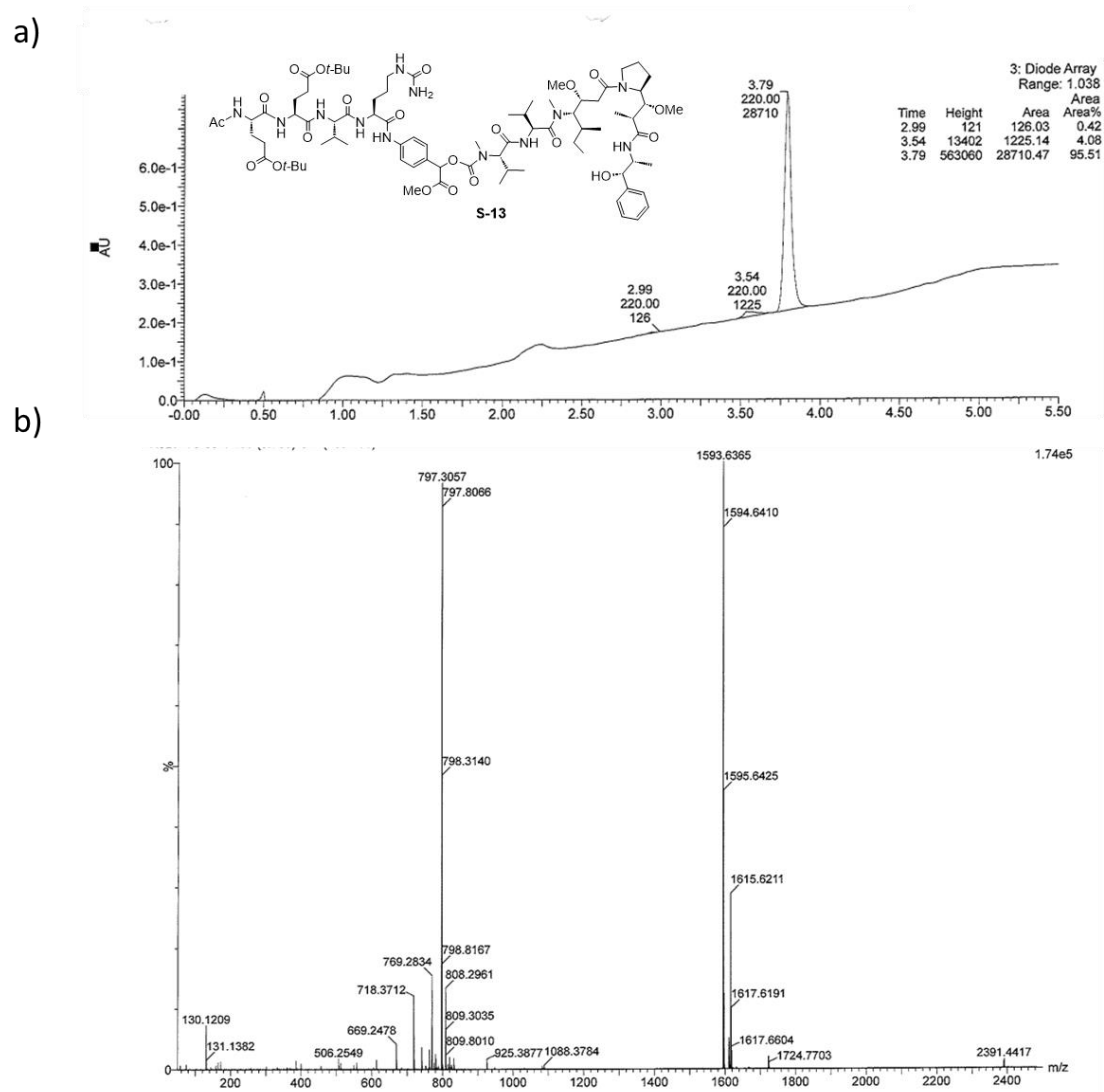 a)
Ot-Bu
O
O
H
N
O
NH2
O
H
N
O
H
N
O
Ac
N
H
O
N
H
O
N
H
O
NH
O
Ot-Bu
O
O
MeO
O
N
O
N
H
O
N
MeO
O
N
OMe
O
NH
HO
S-13
3: Diode Array
Range: 1.038
Area
Time Height Area Area%
2.99 121 126.03 0.42
3.54 13402 1225.14 4.08
3.79 563060 28710.47 95.51
3.79
220.00
28710
6.0e-1
5.0e-1
4.0e-1
3.0e-1
2.0e-1
1.0e-1
0.0
AU
2.99
220.00
126
3.54
220.00
1225
-0.00 0.50 1.00 1.50 2.00 2.50 3.00 3.50 4.00 4.50 5.00 5.50
b)
1.74e5
100
%
0
797.3057
797.8066
1593.6365
1594.6410
798.3140
1595.6425
1615.6211
798.8167
769.2834
808.2961
718.3712
1617.6191
809.3035
130.1209
669.2478
809.8010
1617.6604
131.1382
506.2549
925.3877
1088.3784
1724.7703
2391.4417
200 400 600 800 1000 1200 1400 1600 1800 2000 2200 2400
m/z